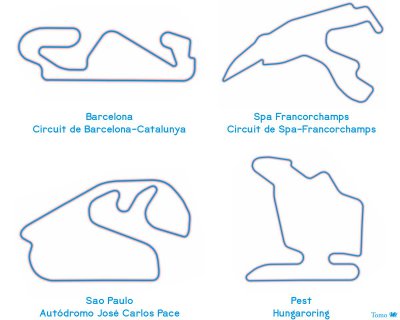 Barcelona
Circuit de Barcelona-Catalunya
Spa Francorchamps
Circuit de Spa-Francorchamps
Sao Paulo
Autódromo José Carlos Pace
Pest
Hungaroring
Tomo